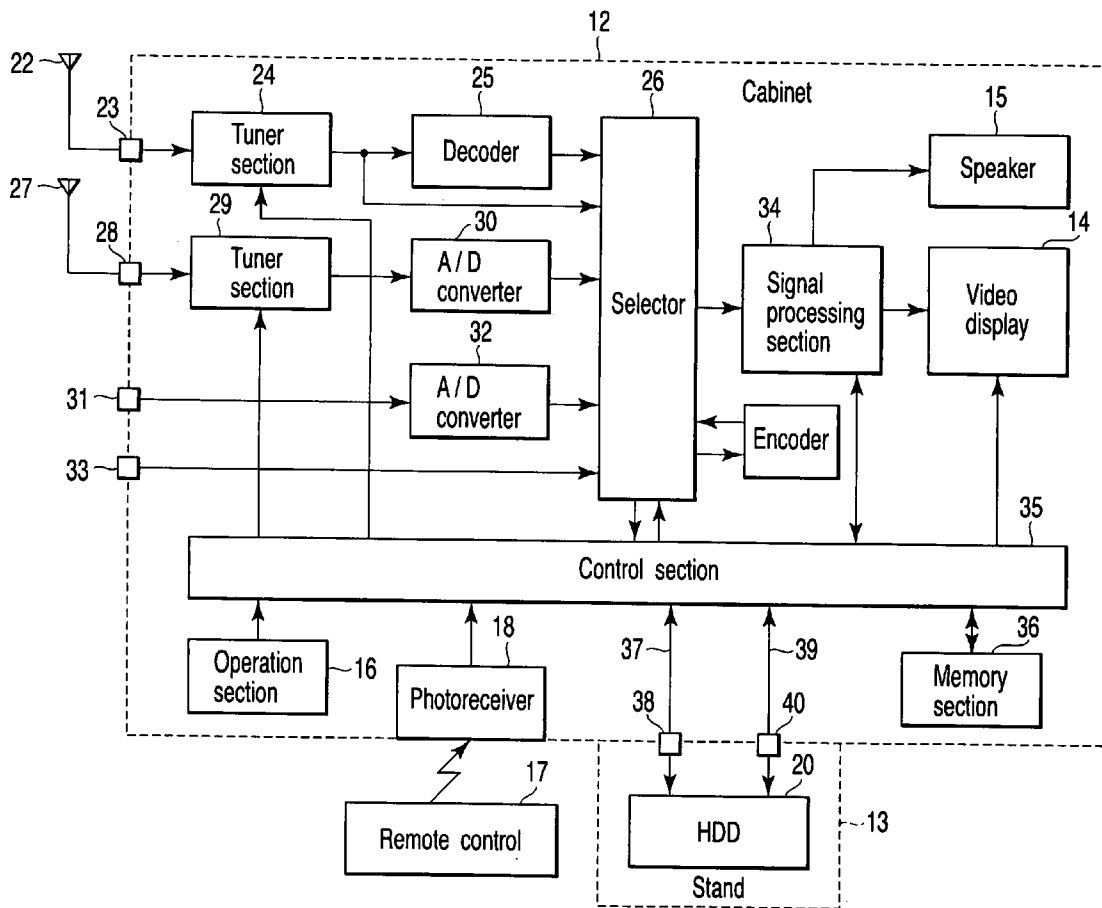 12
22
24
25
26
Cabinet
15
23
Tuner
section
Decoder
Speaker
27
29
30
34
14
28
Tuner
section
A/D
converter
Selector
Signal
processing
section
Video
display
32
31
A/D
converter
Encoder
33
35
Control section
18
37
39
36
Operation
section
16
Photoreceiver
Memory
section
38
40
17
20
Remote control
HDD
13
Stand